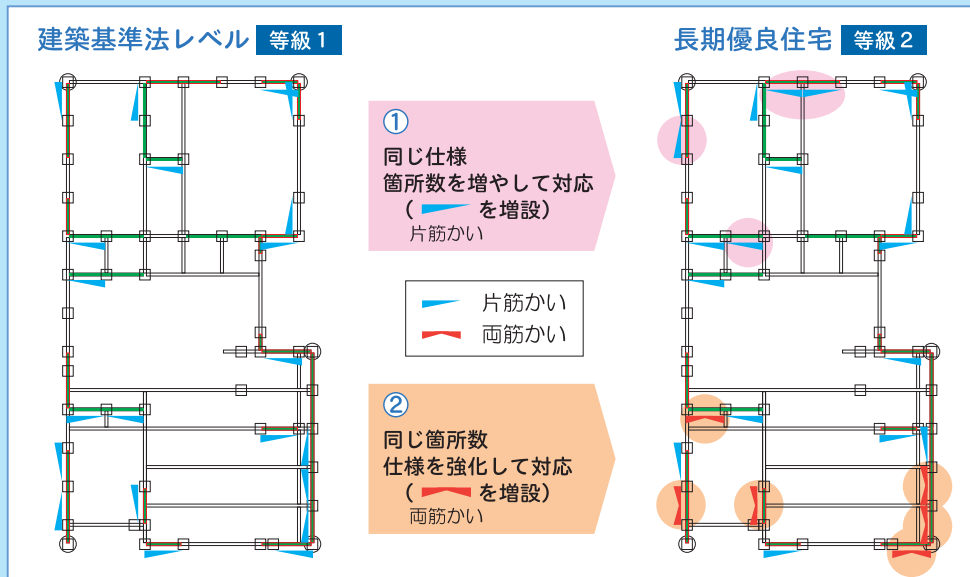 建築基準法レベル 等級1
長期優良住宅 等級2
①
同じ仕様
箇所数を増やして対応
( を増設)
片筋かい
片筋かい
両筋かい
②
同じ箇所数
仕様を強化して対応
( を増設)
両筋かい